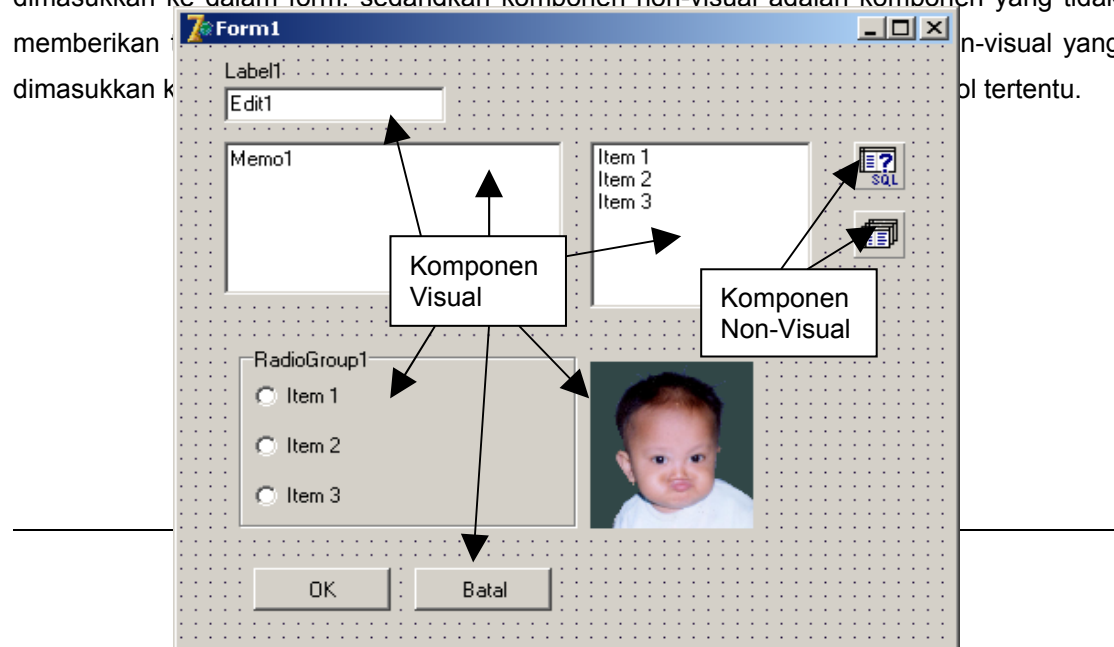 dimasukkan ke dalam form. sedangkan komponen non-visual adalah komponen yang tidak
memberikan
n-visual yang
dimasukkan k
ol tertentu.
Form1
Label1
Edit1
Memo1
Item 1
Item 2
Item 3
SQL
Komponen
Visual
Komponen
Non-Visual
RadioGroup1
Item 1
Item 2
Item 3
OK
Batal